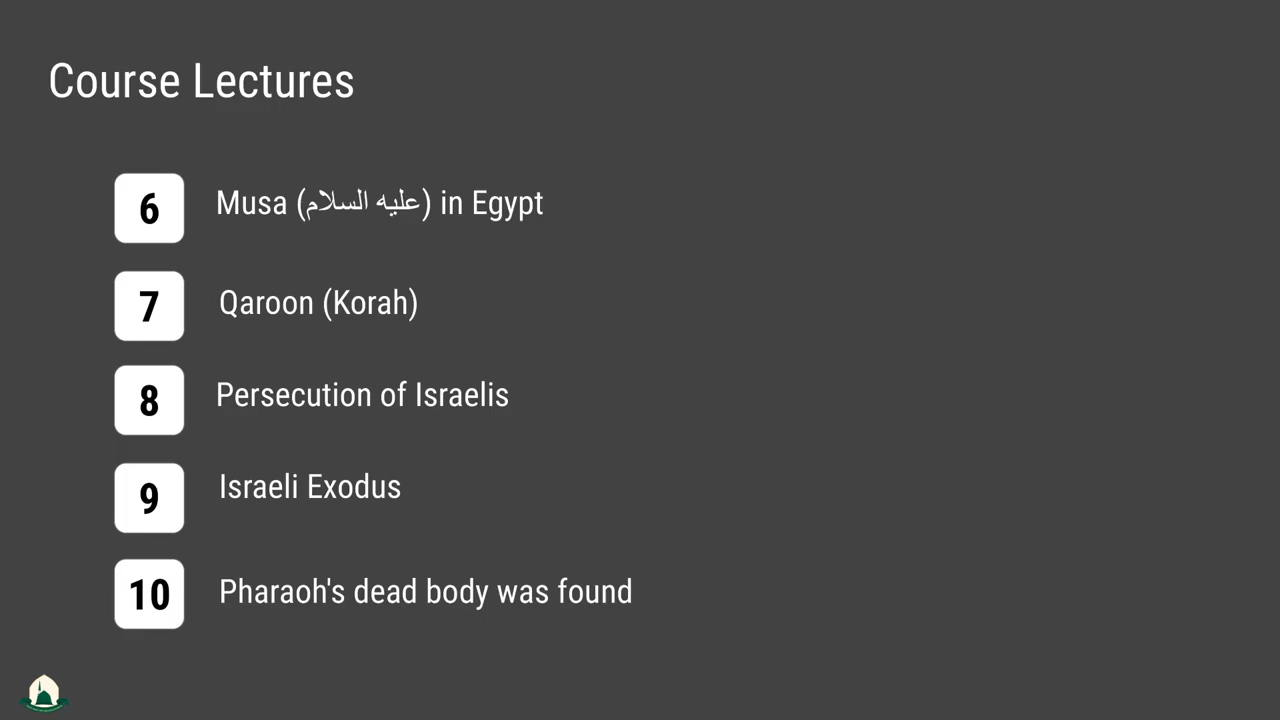 Course Lectures
6 Musa (عليه السلام) in Egypt
7 Qaroon (Korah)
8 Persecution of Israelis
9 Israeli Exodus
10 Pharaoh's dead body was found